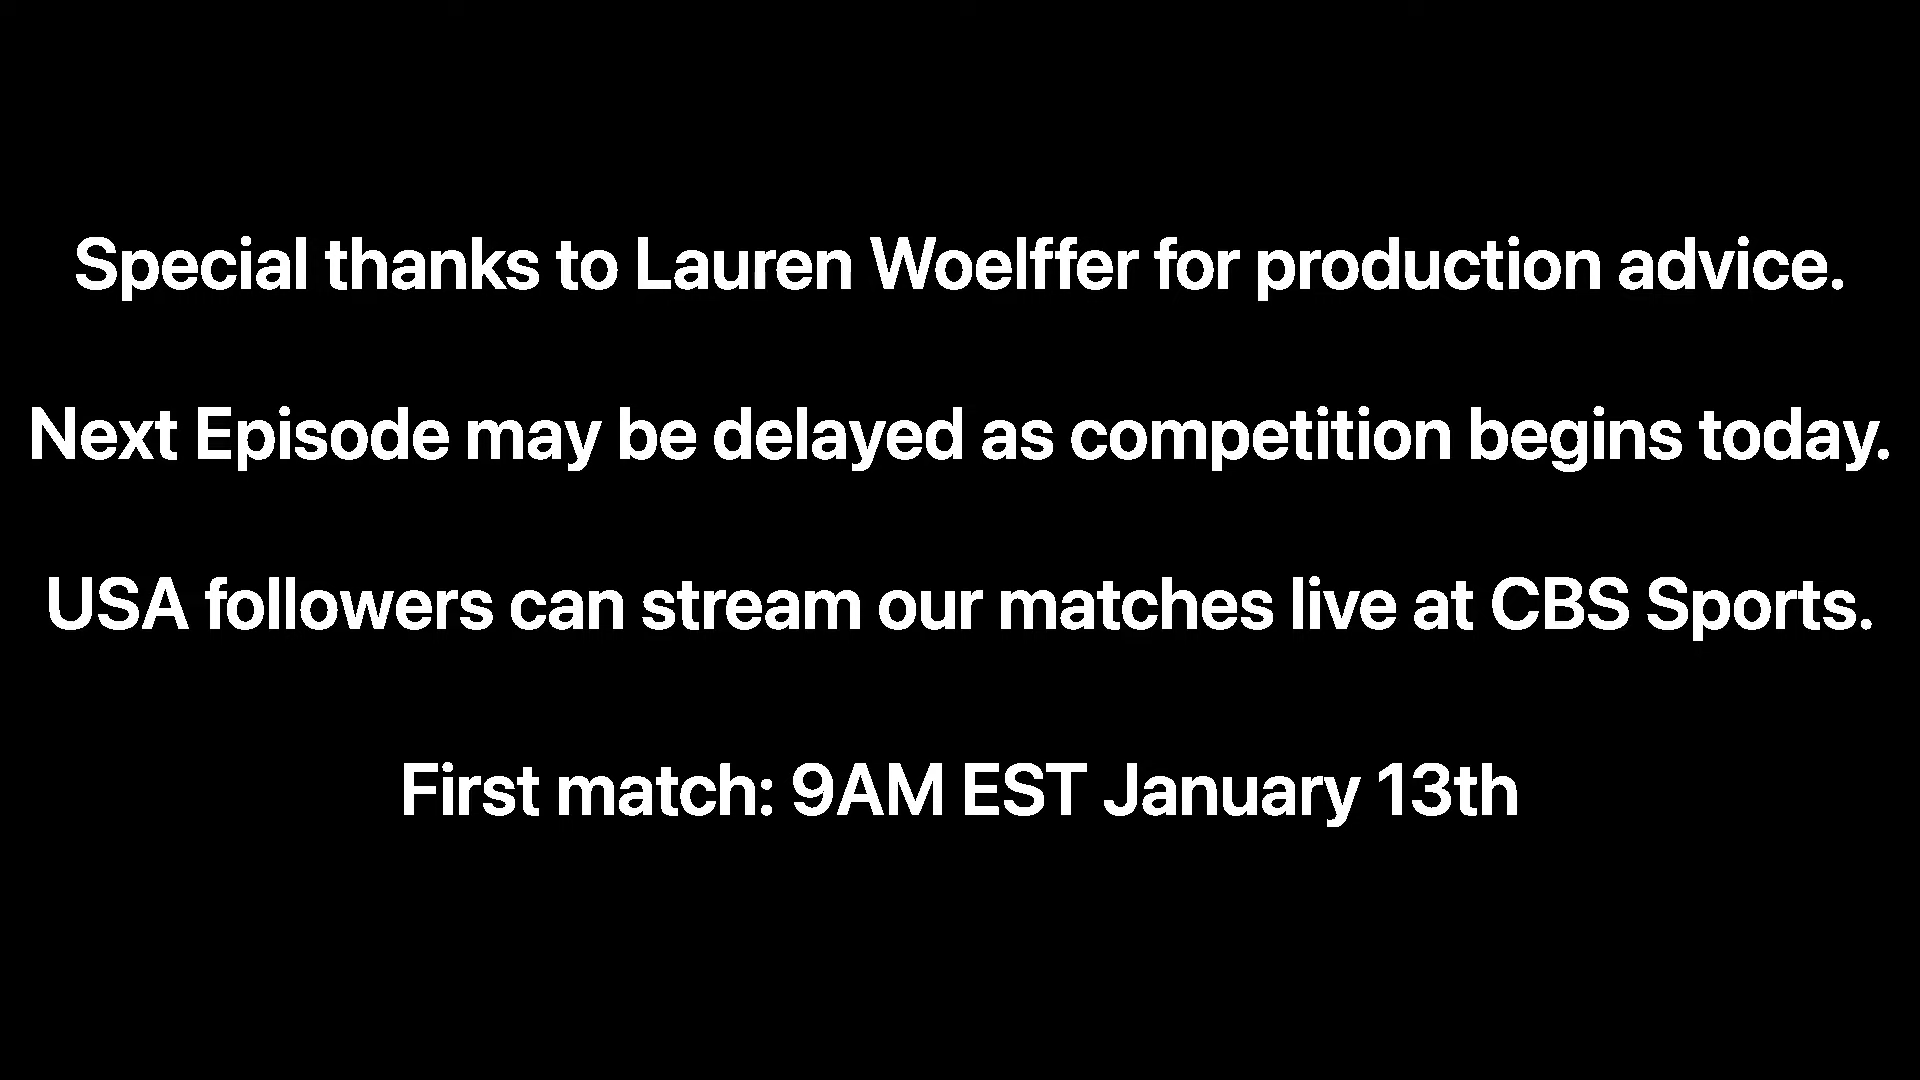 Special thanks to Lauren Woelffer for production advice.
Next Episode may be delayed as competition begins today.
USA followers can stream our matches live at CBS Sports.
First match: 9AM EST January 13th